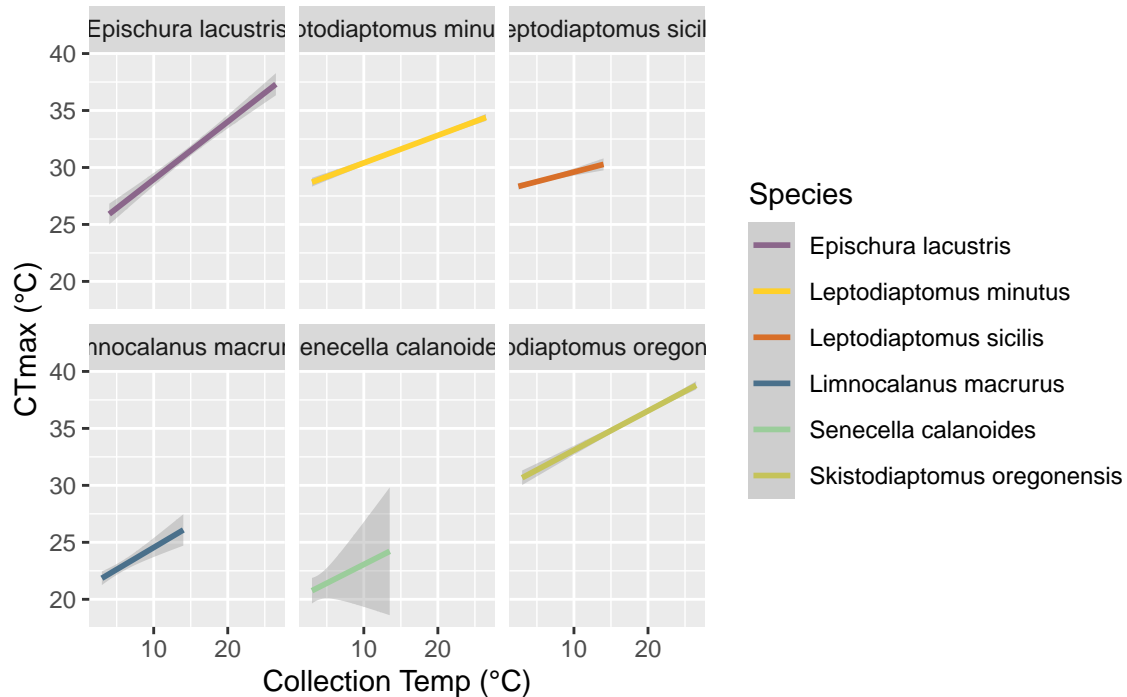 Epischura lacustris
otodiaptomus minu
eptodiaptomus sicil
40
35
30
25
20
nnocalanus macrur
enecella calanoide
odiaptomus oregon
40
35
30
25
20
10 20
10 20
10 20
CTmax (°C)
Collection Temp (°C)
Species
Epischura lacustris
Leptodiaptomus minutus
Leptodiaptomus sicilis
Limnocalanus macrurus
Senecella calanoides
Skistodiaptomus oregonensis